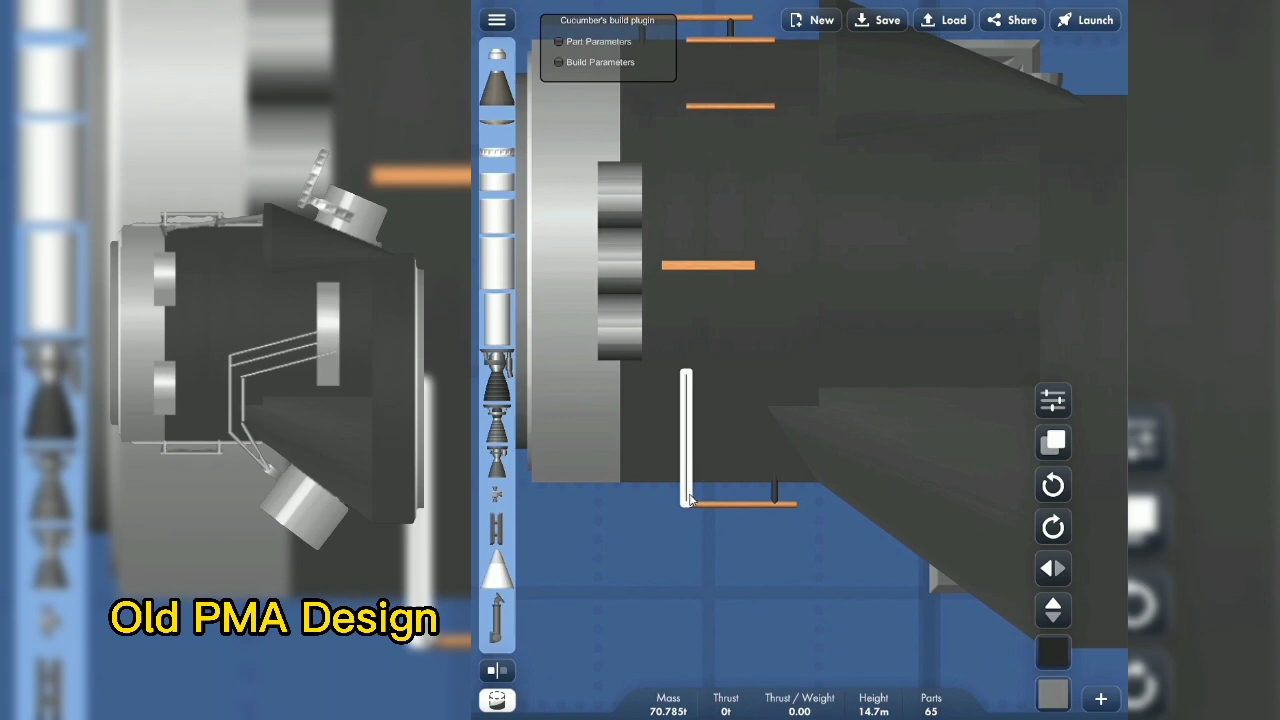 Cucumber's build plugin
Part Parameters
Build Parameters
New
Save
Load
Share
Launch
Old PMA Design
Mass
70.785t
Thrust
0t
Thrust / Weight
0.00
Height
14.7m
Parts
65